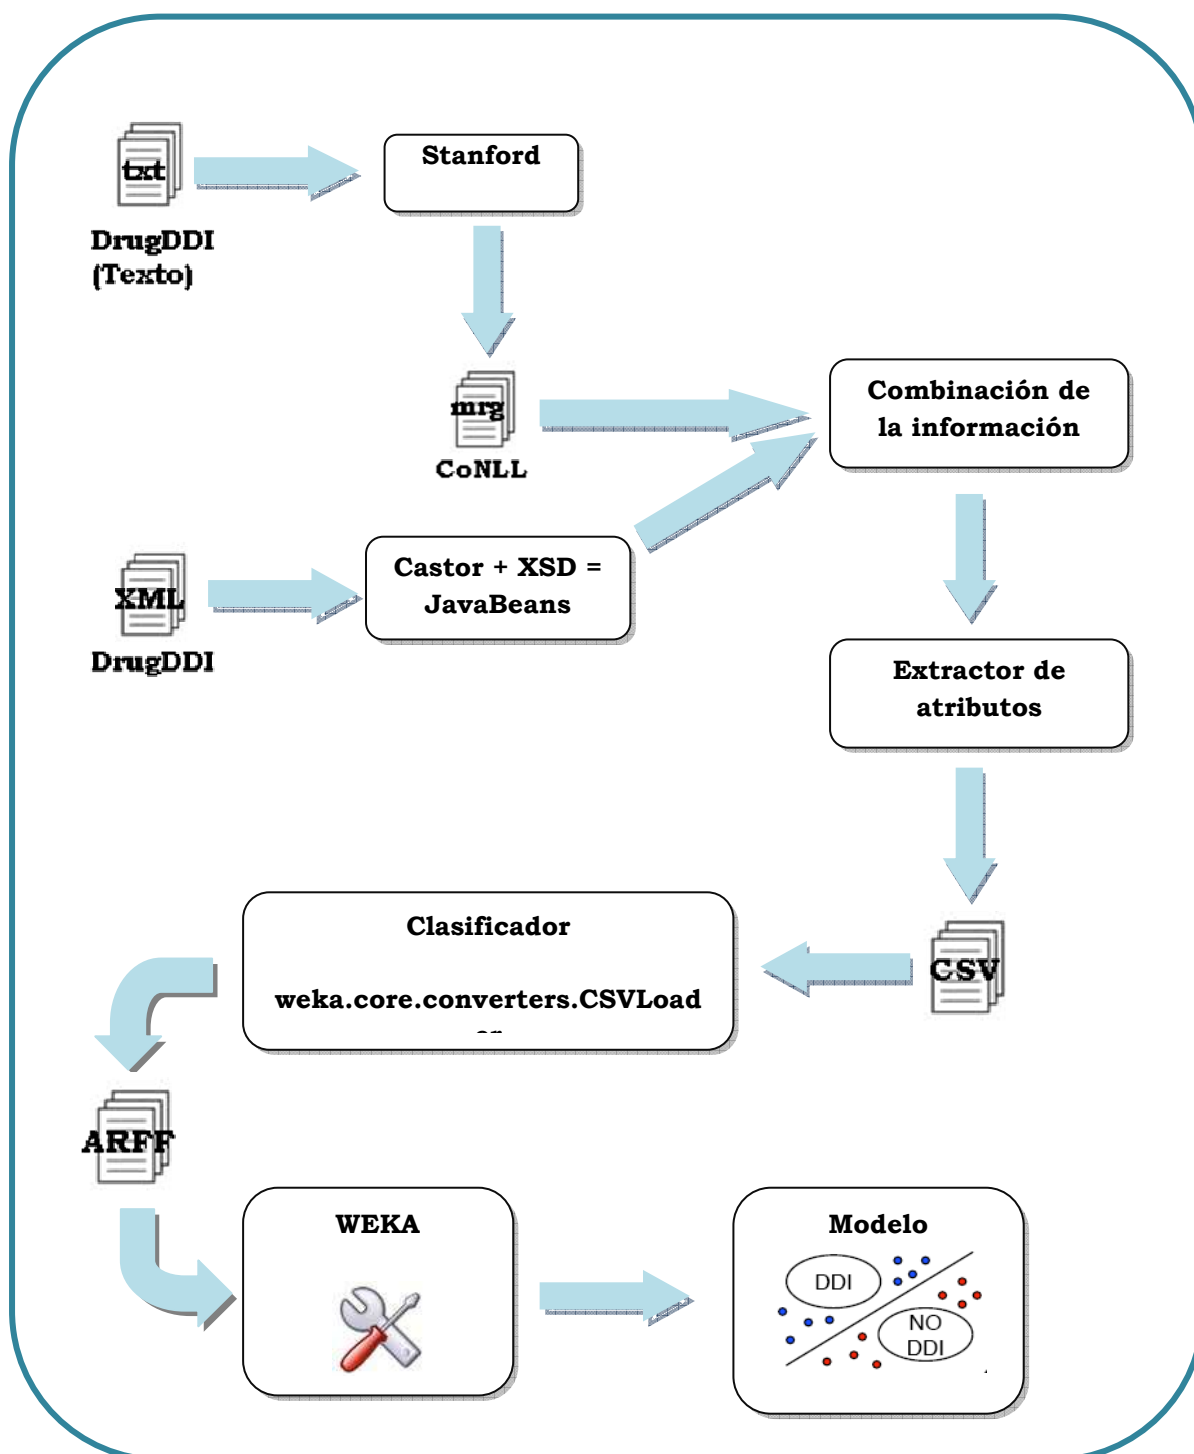 txt
DrugDDI
(Texto)
Stanford
mrg
CoNLL
Combinación de
la información
XML
DrugDDI
Castor + XSD =
JavaBeans
Extractor de
atributos
CSV
Clasificador
weka.core.converters.CSVLoad
ARFF
WEKA
Modelo
DDI
NO
DDI